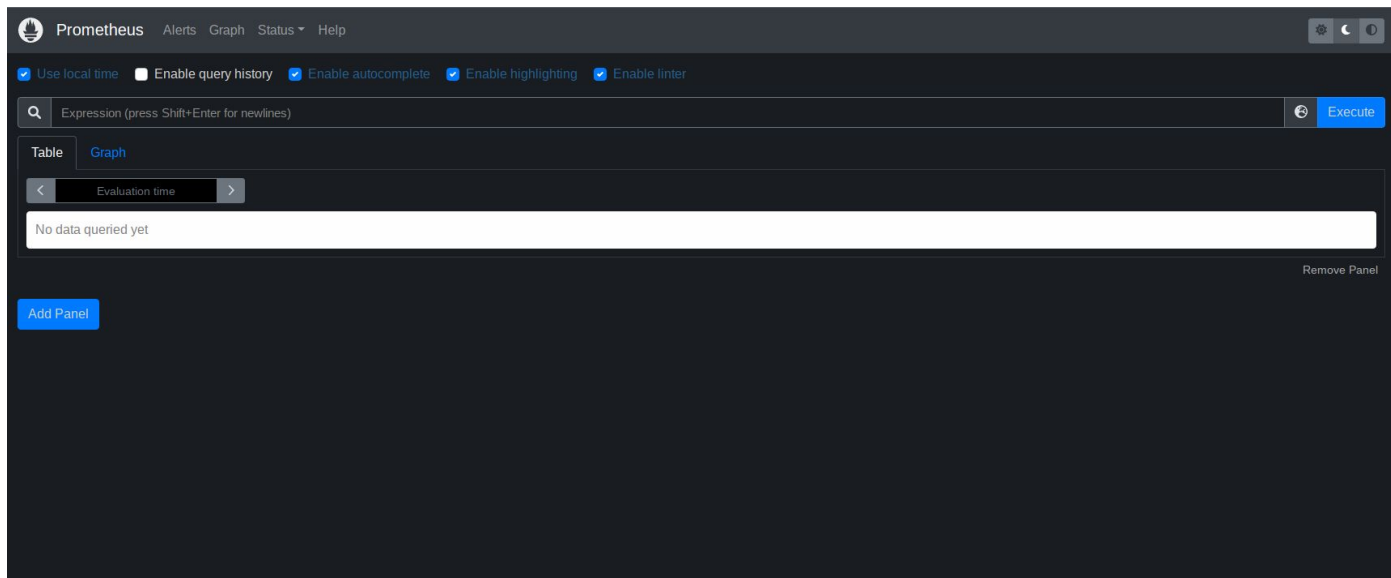 Prometheus Alerts Graph Status Help
Use local time Enable query history Enable autocomplete Enable highlighting Enable linter
Expression (press Shift+Enter for newlines) Execute
Table Graph
Evaluation time
No data queried yet
Remove Panel
Add Panel